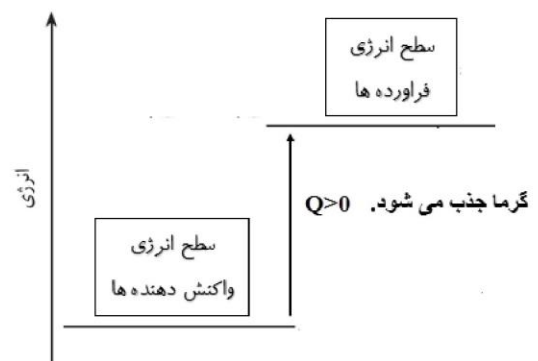 سطح انرژی
فراورده ها
انرژی
گرما جذب می شود. Q>0
سطح انرژی
واکنش دهنده ها